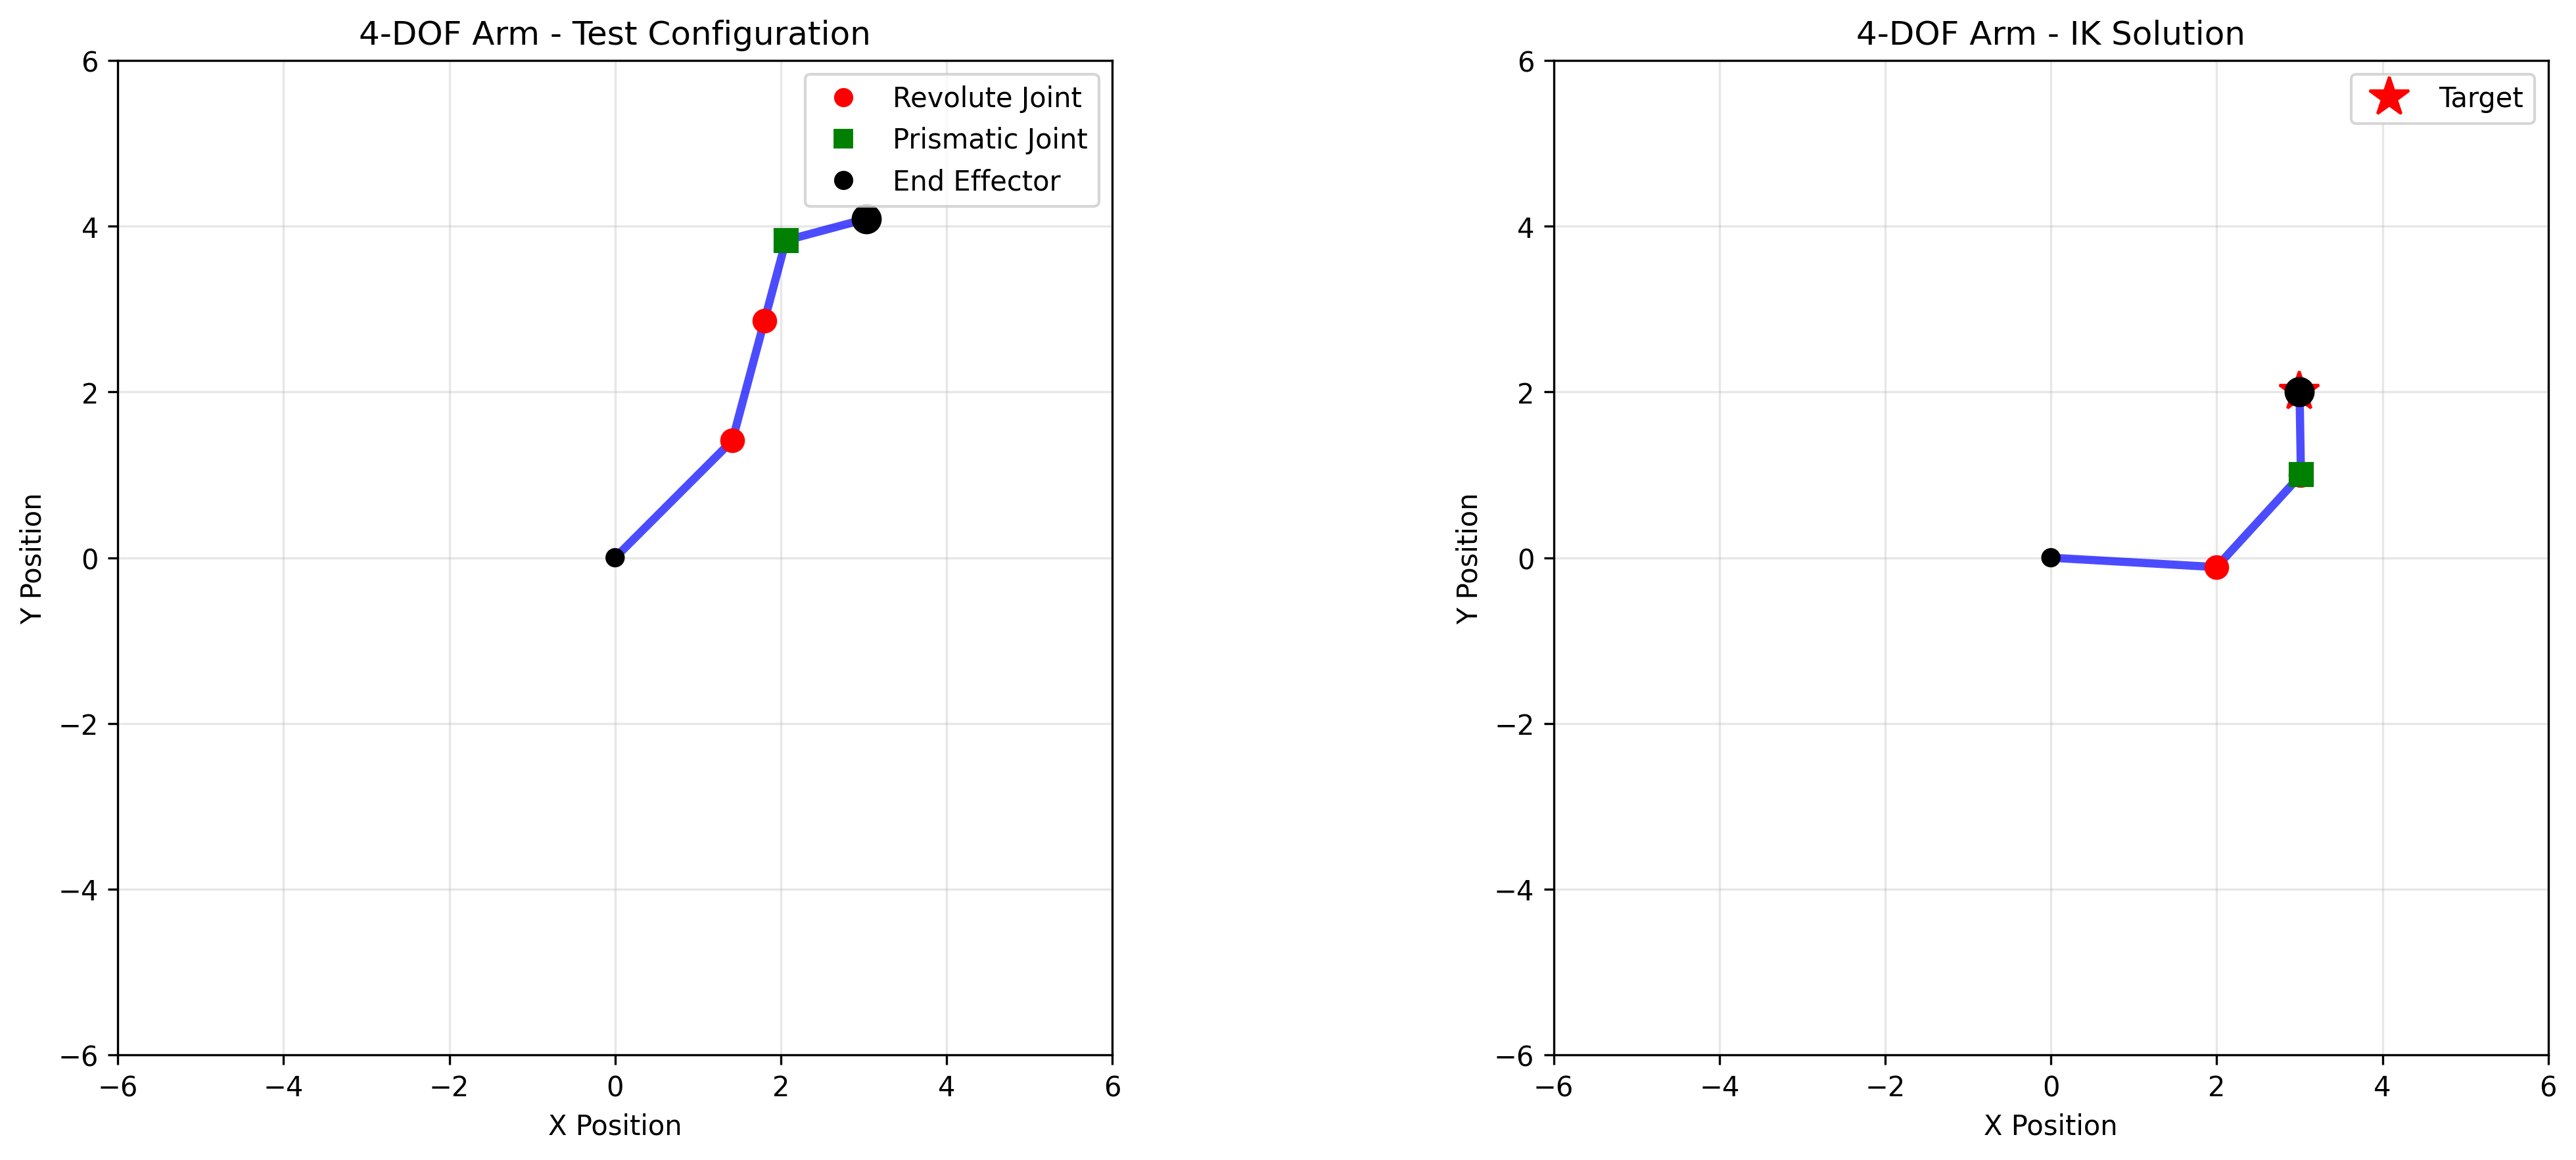 4-DOF Arm - Test Configuration
6
4
2
0
−2
−4
−6
−6
−4
−2
0
2
4
6
X Position
Y Position
Revolute Joint
Prismatic Joint
End Effector
4-DOF Arm - IK Solution
6
4
2
0
−2
−4
−6
−6
−4
−2
0
2
4
6
X Position
Y Position
Target